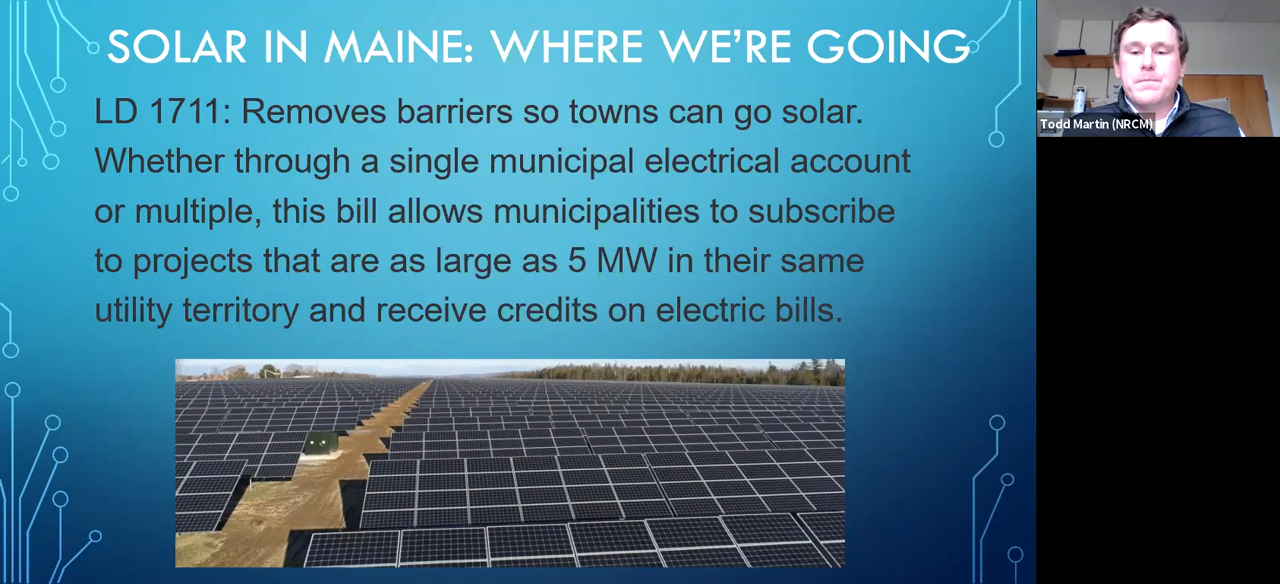 SOLAR IN MAINE: WHERE WE’RE GOING
LD 1711: Removes barriers so towns can go solar.
Whether through a single municipal electrical account
or multiple, this bill allows municipalities to subscribe
to projects that are as large as 5 MW in their same
utility territory and receive credits on electric bills.
Todd Martin (NRCM)